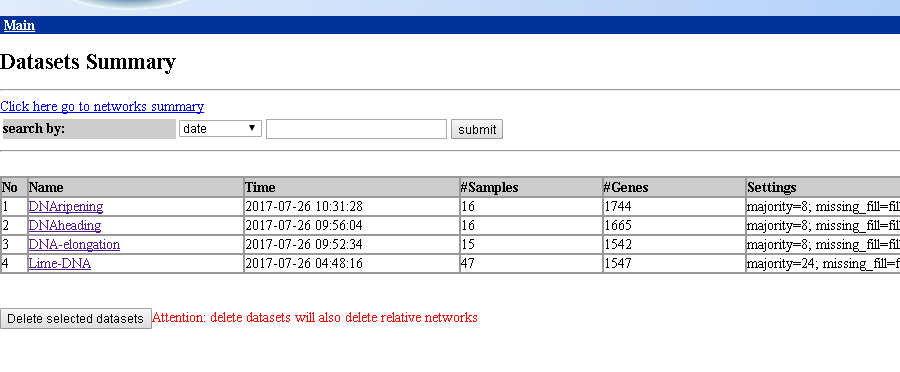 Main
Datasets Summary
Click here go to networks summary
search by: date submit
No Name Time #Samples #Genes Settings
1 DNAripening 2017-07-26 10:31:28 16 1744 majority=8; missing_fill=fil
2 DNAheading 2017-07-26 09:56:04 16 1665 majority=8; missing_fill=fil
3 DNA-elongation 2017-07-26 09:52:34 15 1542 majority=8; missing_fill=fil
4 Lime-DNA 2017-07-26 04:48:16 47 1547 majority=24; missing_fill=f
Delete selected datasets Attention: delete datasets will also delete relative networks